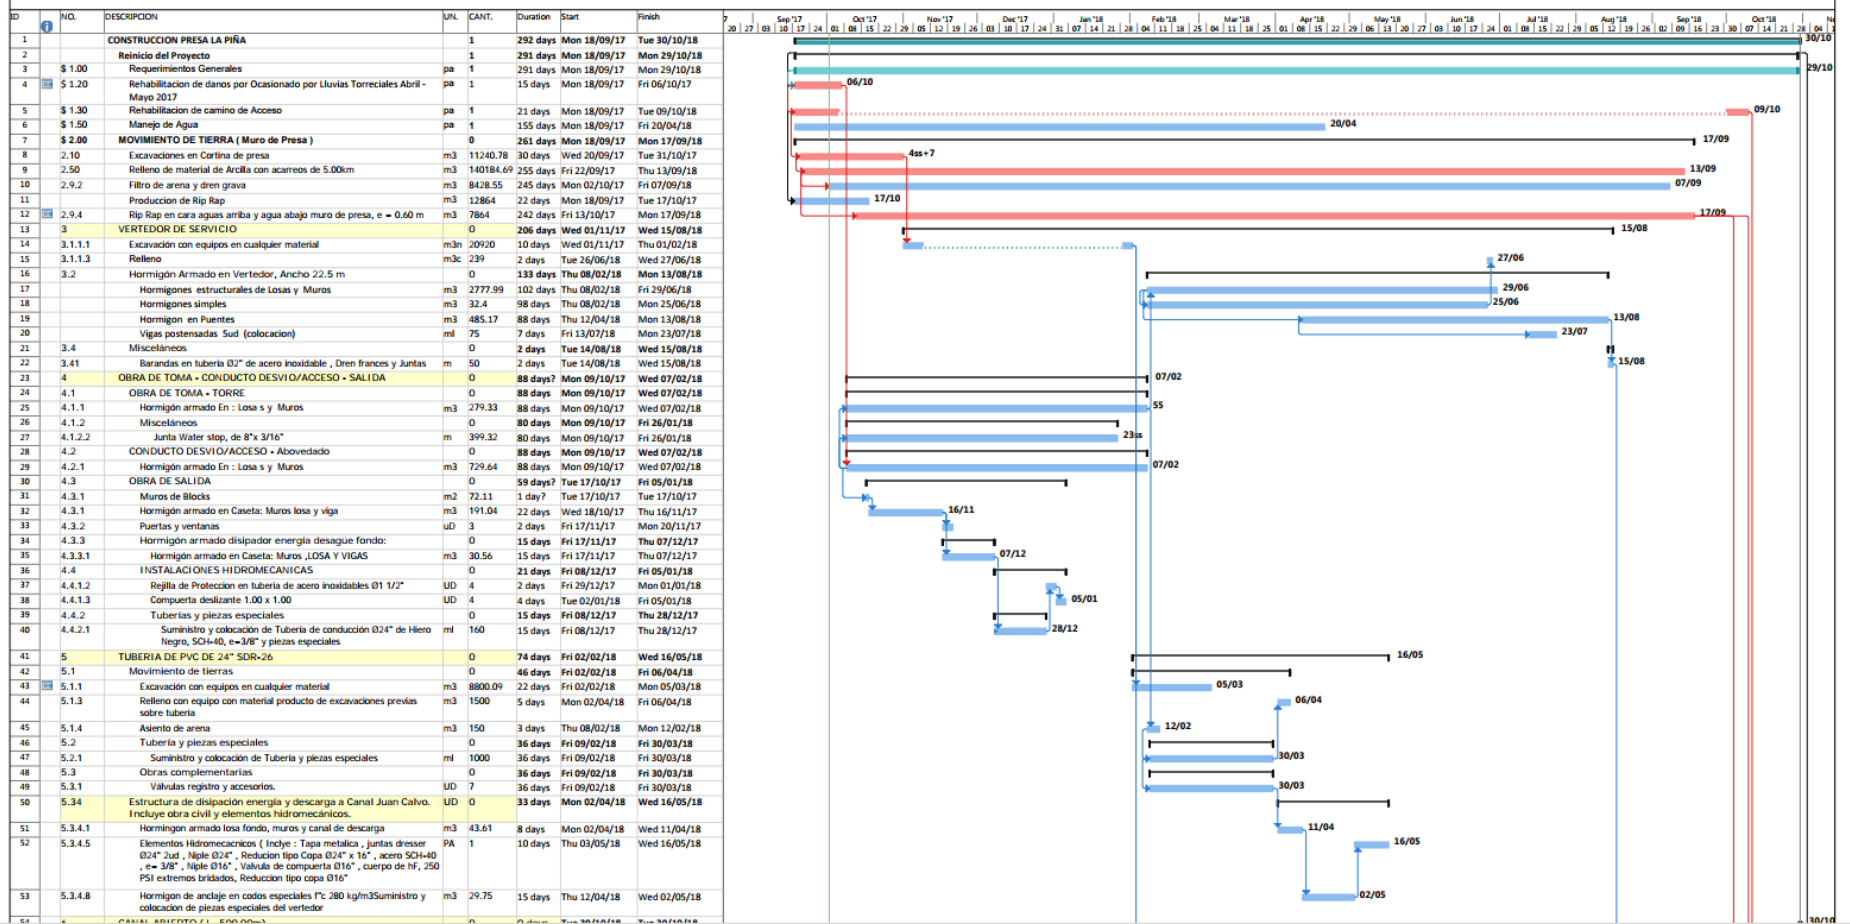 ID NO. DESCRIPCION UN. CANT. Duration Start Finish
Sep '17 Oct '17 Nov '17 Dec '17 Jan '18 Feb '18 Mar '18 Apr '18 May '18 Jun '18 Jul '18 Aug '18 Sep '18 Oct '18
1 CONSTRUCCION PRESA LA PIÑA 1 292 days Mon 18/09/17 Tue 30/10/18 30/10
2 Reinicio del Proyecto 1 291 days Mon 18/09/17 Mon 29/10/18
3 $ 1.00 Requerimientos Generales pa 1 291 days Mon 18/09/17 Mon 29/10/18 29/10
4 $ 1.20 Rehabilitacion de danos por Ocasionado por Lluvias Torreciales Abril - pa 1 15 days Mon 18/09/17 Fri 06/10/17 06/10
Mayo 2017
5 $ 1.30 Rehabilitacion de camino de Acceso pa 1 21 days Mon 18/09/17 Tue 09/10/18 09/10
6 $ 1.50 Manejo de Agua pa 1 155 days Mon 18/09/17 Fri 20/04/18 20/04
7 $ 2.00 MOVIMIENTO DE TIERRA ( Muro de Presa ) 0 261 days Mon 18/09/17 Mon 17/09/18 17/09
8 2.10 Excavaciones en Cortina de presa m3 11240.78 30 days Wed 20/09/17 Tue 31/10/17 4ss+7
9 2.50 Relleno de material de Arcilla con acarreos de 5.00km m3 140184.69 255 days Fri 22/09/17 Thu 13/09/18 13/09
10 2.9.2 Filtro de arena y dren grava m3 8428.55 245 days Mon 02/10/17 Fri 07/09/18 07/09
11 Produccion de Rip Rap m3 12864 22 days Mon 18/09/17 Tue 17/10/17 17/10
12 2.9.4 Rip Rap en cara aguas arriba y agua abajo muro de presa, e = 0.60 m m3 7864 242 days Fri 13/10/17 Mon 17/09/18 17/09
13 3 VERTEDOR DE SERVICIO 0 206 days Wed 01/11/17 Wed 15/08/18 15/08
14 3.1.1.1 Excavación con equipos en cualquier material m3n 20920 10 days Wed 01/11/17 Thu 01/02/18
15 3.1.1.3 Relleno m3c 239 2 days Tue 26/06/18 Wed 27/06/18 27/06
16 3.2 Hormigón Armado en Vertedor, Ancho 22.5 m 0 133 days Thu 08/02/18 Mon 13/08/18
17 Hormigones estructurales de Losas y Muros m3 2777.99 102 days Thu 08/02/18 Fri 29/06/18 29/06
18 Hormigones simples m3 32.4 98 days Thu 08/02/18 Mon 25/06/18 25/06
19 Hormigon en Puentes m3 485.17 88 days Thu 12/04/18 Mon 13/08/18 13/08
20 Vigas postensadas Sud (colocacion) ml 75 7 days Fri 13/07/18 Mon 23/07/18 23/07
21 3.4 Misceláneos 0 2 days Tue 14/08/18 Wed 15/08/18
22 3.41 Barandas en tubería Ø2" de acero inoxidable , Dren frances y Juntas m 50 2 days Tue 14/08/18 Wed 15/08/18 15/08
23 4 OBRA DE TOMA - CONDUCTO DESVIO/ACCESO - SALIDA 0 88 days? Mon 09/10/17 Wed 07/02/18 07/02
24 4.1 OBRA DE TOMA - TORRE 0 88 days Mon 09/10/17 Wed 07/02/18
25 4.1.1 Hormigón armado En : Losa s y Muros m3 279.33 88 days Mon 09/10/17 Wed 07/02/18 55
26 4.1.2 Misceláneos 0 80 days Mon 09/10/17 Fri 26/01/18
27 4.1.2.2 Junta Water stop, de 8"x 3/16" m 399.32 80 days Mon 09/10/17 Fri 26/01/18 23ss
28 4.2 CONDUCTO DESVIO/ACCESO - Abovedado 0 88 days Mon 09/10/17 Wed 07/02/18
29 4.2.1 Hormigón armado En : Losa s y Muros m3 729.64 88 days Mon 09/10/17 Wed 07/02/18 07/02
30 4.3 OBRA DE SALIDA 0 59 days? Tue 17/10/17 Fri 05/01/18
31 4.3.1 Muros de Blocks m2 72.11 1 day? Tue 17/10/17 Tue 17/10/17
32 4.3.1 Hormigón armado en Caseta: Muros losa y viga m3 191.04 22 days Wed 18/10/17 Thu 16/11/17 16/11
33 4.3.2 Puertas y ventanas uD 3 2 days Fri 17/11/17 Mon 20/11/17
34 4.3.3 Hormigón armado disipador energía desagüe fondo: 0 15 days Fri 17/11/17 Thu 07/12/17
35 4.3.3.1 Hormigón armado en Caseta: Muros ,LOSA Y VIGAS m3 30.56 15 days Fri 17/11/17 Thu 07/12/17 07/12
36 4.4 INSTALACIONES HIDROMECANICAS 0 21 days Fri 08/12/17 Fri 05/01/18
37 4.4.1.2 Rejilla de Proteccion en tuberia de acero inoxidables Ø1 1/2" UD 4 2 days Fri 29/12/17 Mon 01/01/18
38 4.4.1.3 Compuerta deslizante 1.00 x 1.00 UD 4 4 days Tue 02/01/18 Fri 05/01/18 05/01
39 4.4.2 Tuberías y piezas especiales 0 15 days Fri 08/12/17 Thu 28/12/17
40 4.4.2.1 Suministro y colocación de Tubería de conducción Ø24" de Hiero ml 160 15 days Fri 08/12/17 Thu 28/12/17 28/12
Negro, SCH-40, e=3/8" y piezas especiales
41 5 TUBERIA DE PVC DE 24" SDR-26 0 74 days Fri 02/02/18 Wed 16/05/18 16/05
42 5.1 Movimiento de tierras 0 46 days Fri 02/02/18 Fri 06/04/18
43 5.1.1 Excavación con equipos en cualquier material m3 8800.09 22 days Fri 02/02/18 Mon 05/03/18 05/03
44 5.1.3 Relleno con equipo con material producto de excavaciones previas m3 1500 5 days Mon 02/04/18 Fri 06/04/18 06/04
sobre tubería
45 5.1.4 Asiento de arena m3 150 3 days Thu 08/02/18 Mon 12/02/18 12/02
46 5.2 Tubería y piezas especiales 0 36 days Fri 09/02/18 Fri 30/03/18
47 5.2.1 Suministro y colocación de Tubería y piezas especiales ml 1000 36 days Fri 09/02/18 Fri 30/03/18 30/03
48 5.3 Obras complementarias 0 36 days Fri 09/02/18 Fri 30/03/18
49 5.3.1 Válvulas registro y accesorios. UD 7 36 days Fri 09/02/18 Fri 30/03/18 30/03
50 5.34 Estructura de disipación energía y descarga a Canal Juan Calvo. UD 0 33 days Mon 02/04/18 Wed 16/05/18
Incluye obra civil y elementos hidromecánicos.
51 5.3.4.1 Hormingon armado losa fondo, muros y canal de descarga m3 43.61 8 days Mon 02/04/18 Wed 11/04/18 11/04
52 5.3.4.5 Elementos Hidromecacnicos ( Inclye : Tapa metalica , juntas dresser PA 1 10 days Thu 03/05/18 Wed 16/05/18 16/05
Ø24" 2ud , Niple Ø24" , Reducion tipo Copa Ø24" x 16" , acero SCH-40
, e= 3/8" , Niple Ø16" , Valvula de compuerta Ø16" , cuerpo de hF, 250
PSI extremos bridados, Reduccion tipo copa Ø16"
53 5.3.4.8 Hormigon de anclaje en codos especiales f"c 280 kg/m3Suministro y m3 29.75 15 days Thu 12/04/18 Wed 02/05/18 02/05
colocacion de piezas especiales del vertedor
30/10